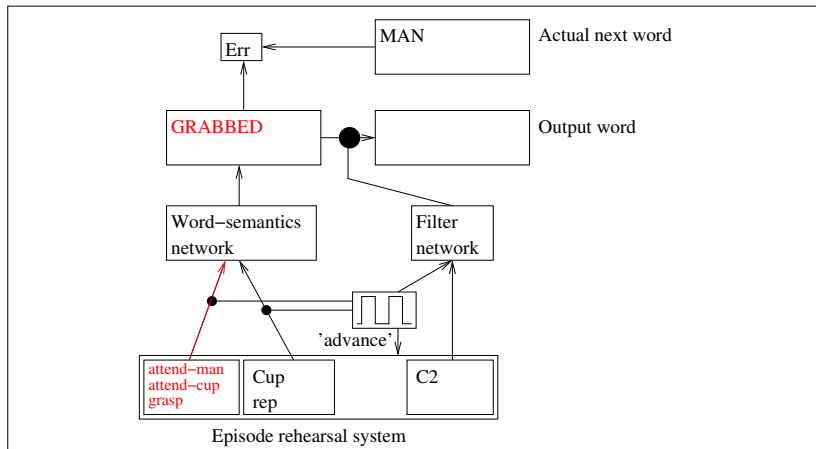 MAN
Actual next word
Err
GRABBED
Output word
Word−semantics
network
Filter
network
'advance'
attend−man
attend−cup
grasp
Cup
rep
C2
Episode rehearsal system